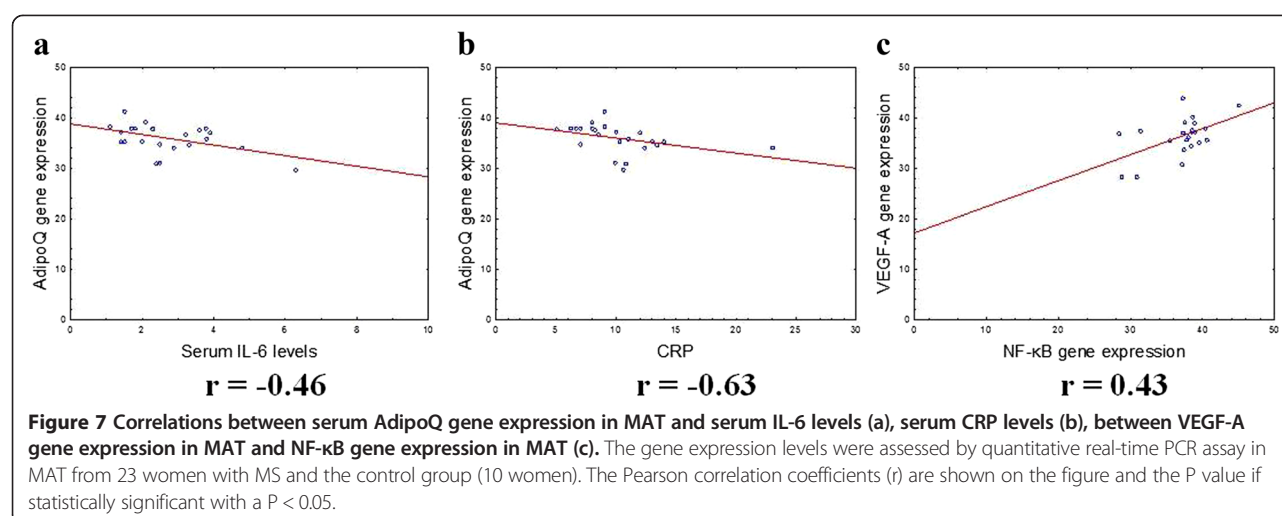 a
b
c
50
40
30
20
10
0
AdipoQ gene expression
0 2 4 6 8 10
Serum IL-6 levels
r = -0.46
50
40
30
20
10
0
AdipoQ gene expression
0 5 10 15 20 25 30
CRP
r = -0.63
50
40
30
20
10
0
VEGF-A gene expression
0 10 20 30 40 50
NF-κB gene expression
r = 0.43
Figure 7 Correlations between serum AdipoQ gene expression in MAT and serum IL-6 levels (a), serum CRP levels (b), between VEGF-A
gene expression in MAT and NF-κB gene expression in MAT (c). The gene expression levels were assessed by quantitative real-time PCR assay in
MAT from 23 women with MS and the control group (10 women). The Pearson correlation coefficients (r) are shown on the figure and the P value if
statistically significant with a P < 0.05.